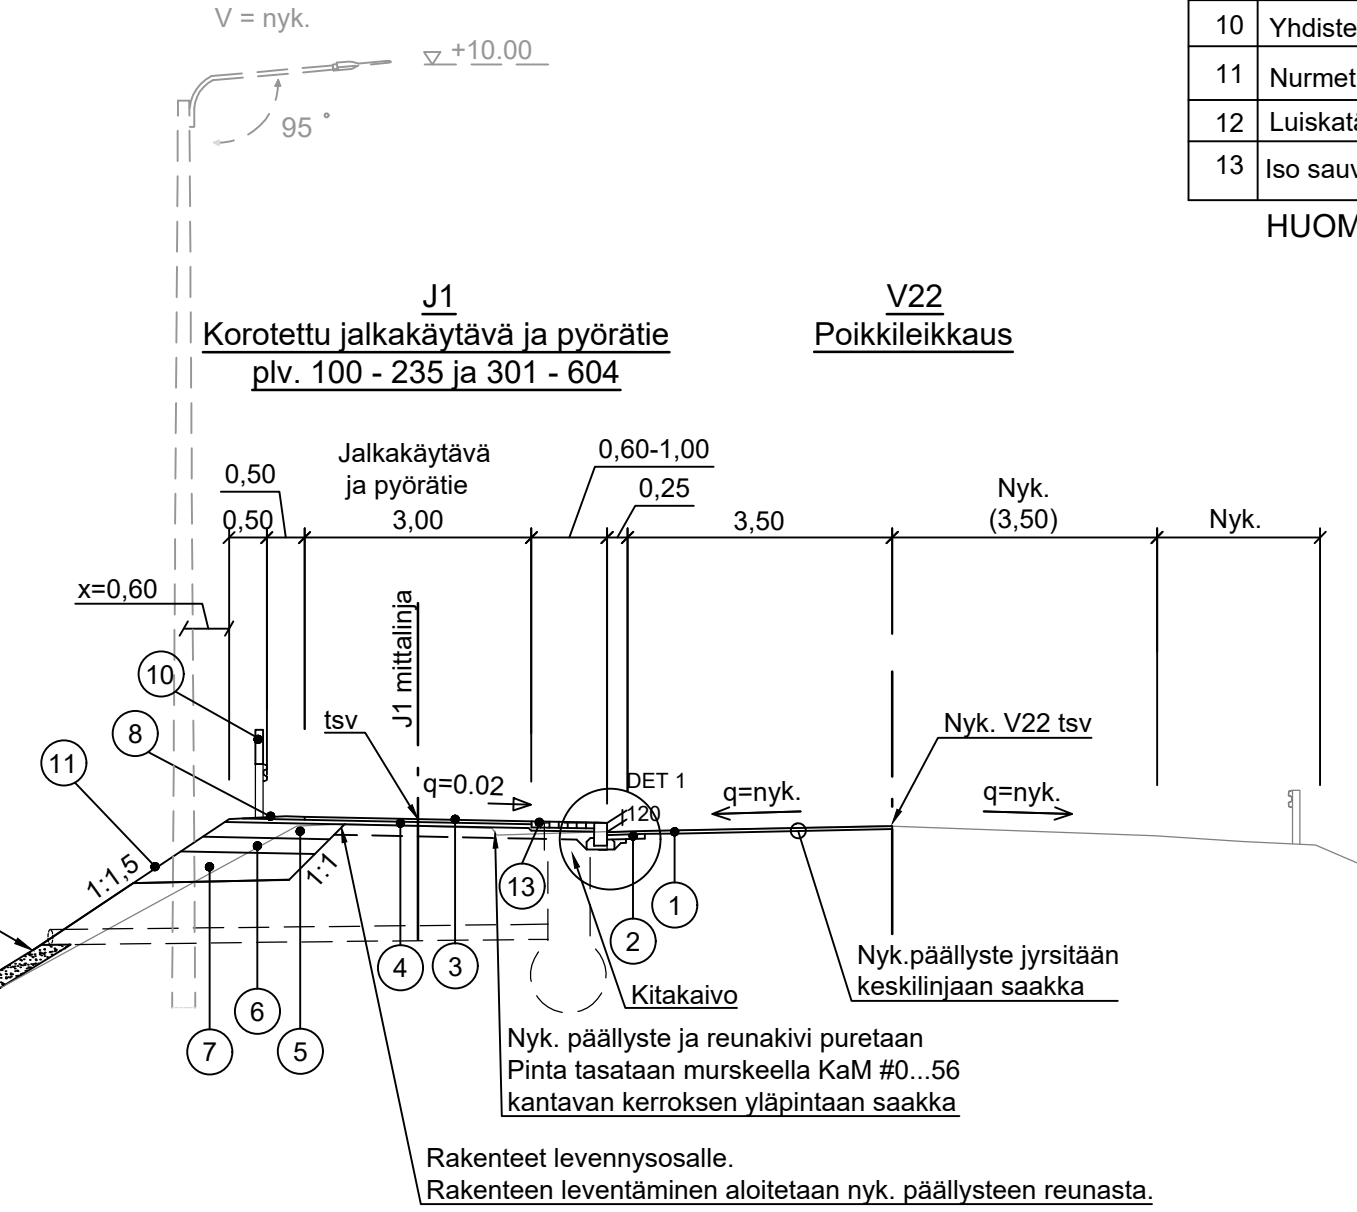 V = nyk.
+10.00
95 °
10
11
12
13
HUOM
J1
Korotettu jalkakäytävä ja pyörätie
plv. 100 - 235 ja 301 - 604
V22
Poikkileikkaus
0,50
Jalkakäytävä
ja pyörätie
0,60-1,00
0,25
Nyk.
(3,50)
0,50
3,00
3,50
Nyk.
x=0,60
J1 mittalinja
10
8
11
tsv
q=0.02
DET 1
120
q=nyk.
Nyk. V22 tsv
q=nyk.
1:1,5
1:1
13
1
2
4
3
6
7
5
Kitakaivo
Nyk.päällyste jyrsitään
keskilinjaan saakka
Nyk. päällyste ja reunakivi puretaan
Pinta tasataan murskeella KaM #0...56
kantavan kerroksen yläpintaan saakka
Rakenteet levennysosalle.
Rakenteen leventäminen aloitetaan nyk. päällysteen reunasta.